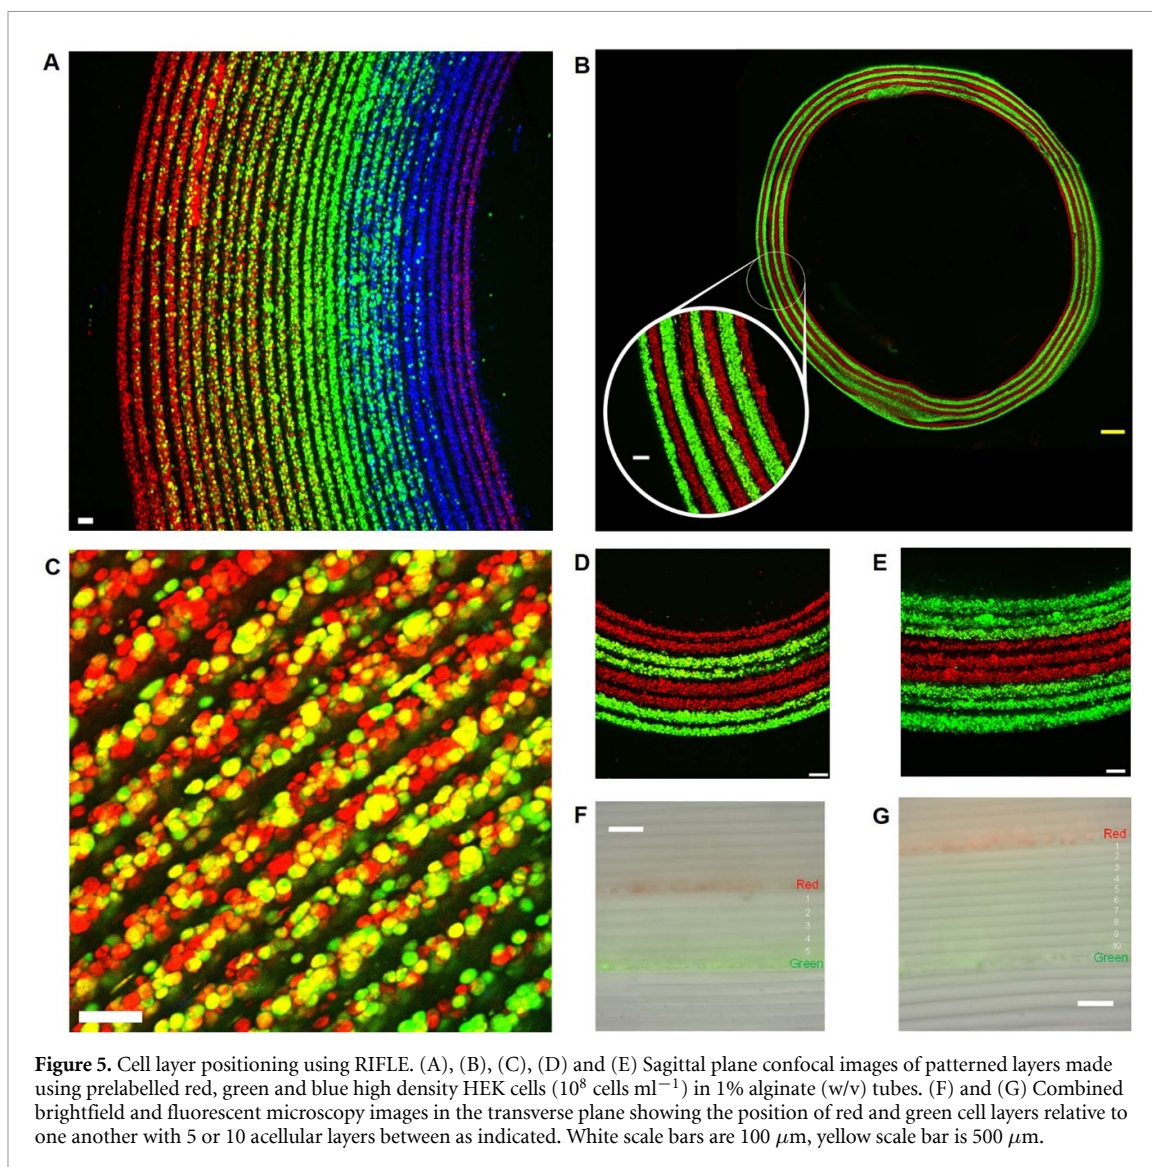 A
B
C
D
E
F
Red
1
2
3
4
5
Green
G
Red
1
2
3
4
5
6
7
8
9
10
Green
Figure 5. Cell layer positioning using RIFLE. (A), (B), (C), (D) and (E) Sagittal plane confocal images of patterned layers made
using prelabelled red, green and blue high density HEK cells (10⁸ cells ml⁻¹) in 1% alginate (w/v) tubes. (F) and (G) Combined
brightfield and fluorescent microscopy images in the transverse plane showing the position of red and green cell layers relative to
one another with 5 or 10 acellular layers between as indicated. White scale bars are 100 μm, yellow scale bar is 500 μm.